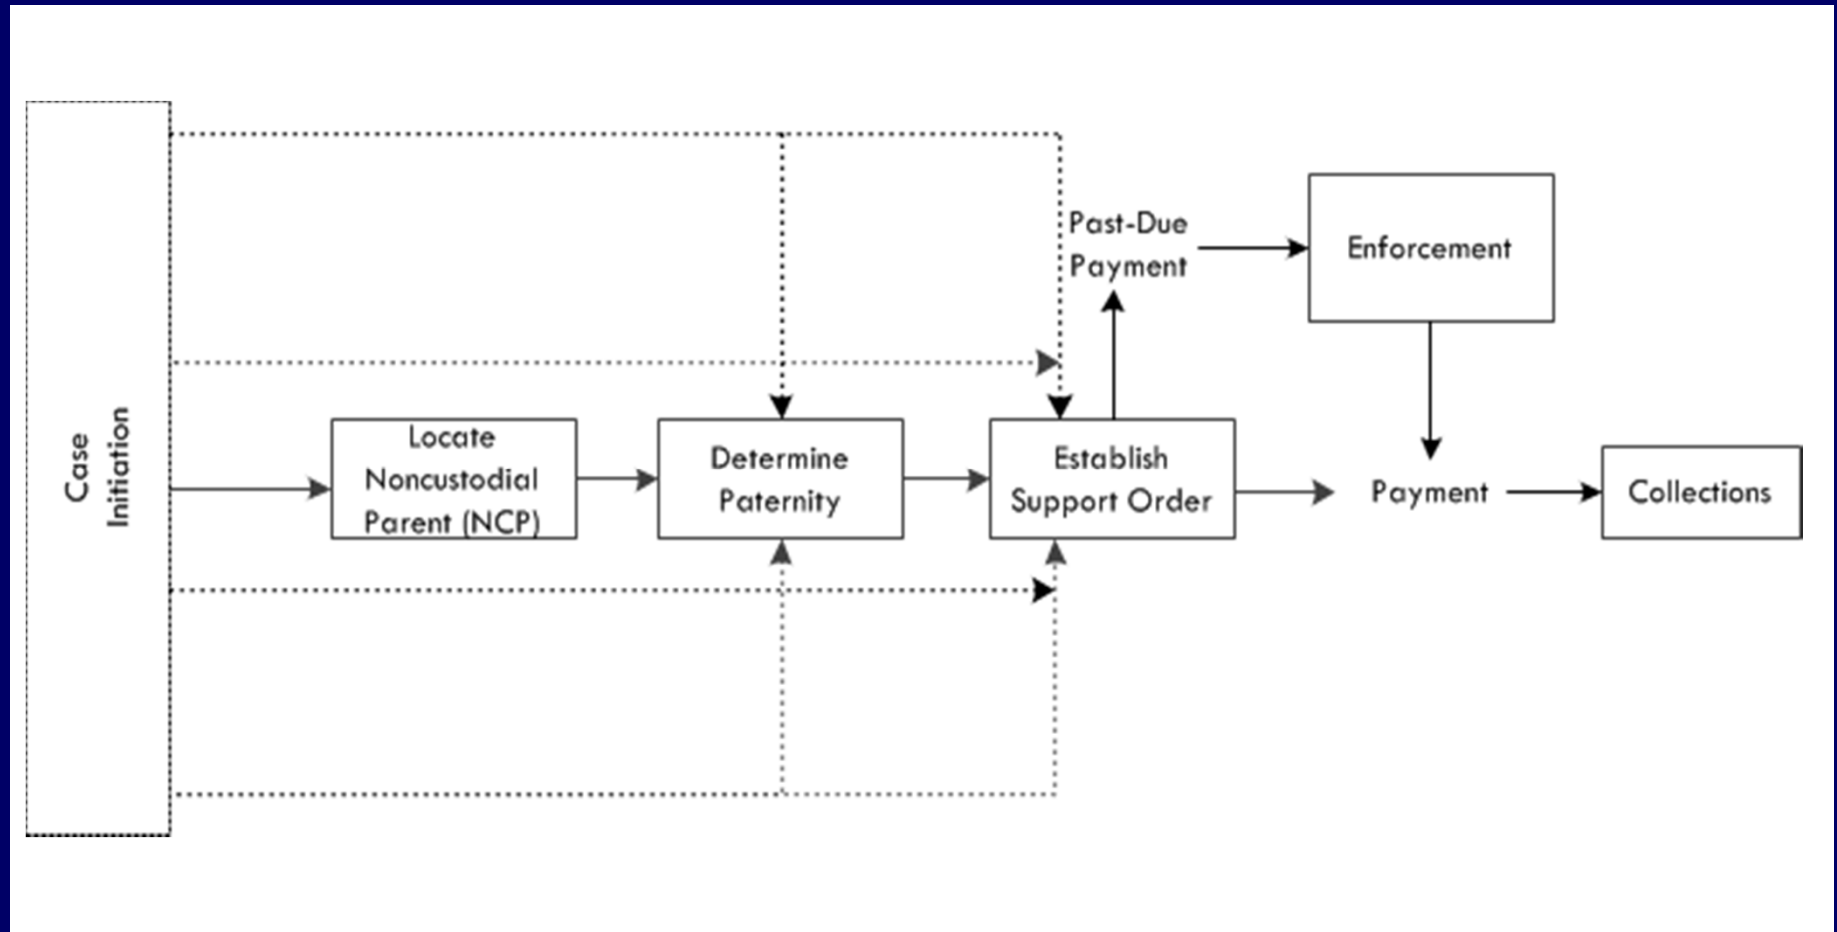 Case
Initiation
Locate
Noncustodial
Parent (NCP)
Determine
Paternity
Establish
Support Order
Past-Due
Payment
Enforcement
Payment
Collections